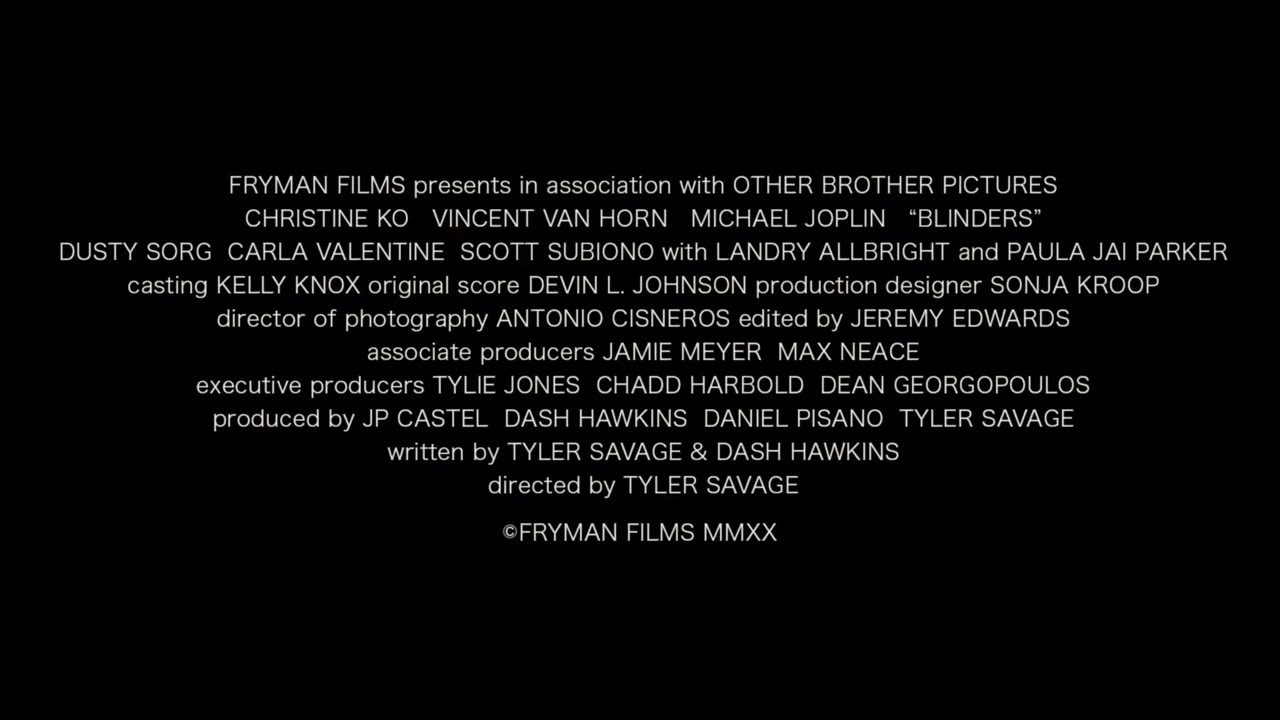 FRYMAN FILMS presents in association with OTHER BROTHER PICTURES
CHRISTINE KO VINCENT VAN HORN MICHAEL JOPLIN “BLINDERS”
DUSTY SORG CARLA VALENTINE SCOTT SUBIONO with LANDRY ALLBRIGHT and PAULA JAI PARKER
casting KELLY KNOX original score DEVIN L. JOHNSON production designer SONJA KROOP
director of photography ANTONIO CISNEROS edited by JEREMY EDWARDS
associate producers JAMIE MEYER MAX NEACE
executive producers TYLIE JONES CHADD HARBOLD DEAN GEORGOPOULOS
produced by JP CASTEL DASH HAWKINS DANIEL PISANO TYLER SAVAGE
written by TYLER SAVAGE & DASH HAWKINS
directed by TYLER SAVAGE
©FRYMAN FILMS MMXX